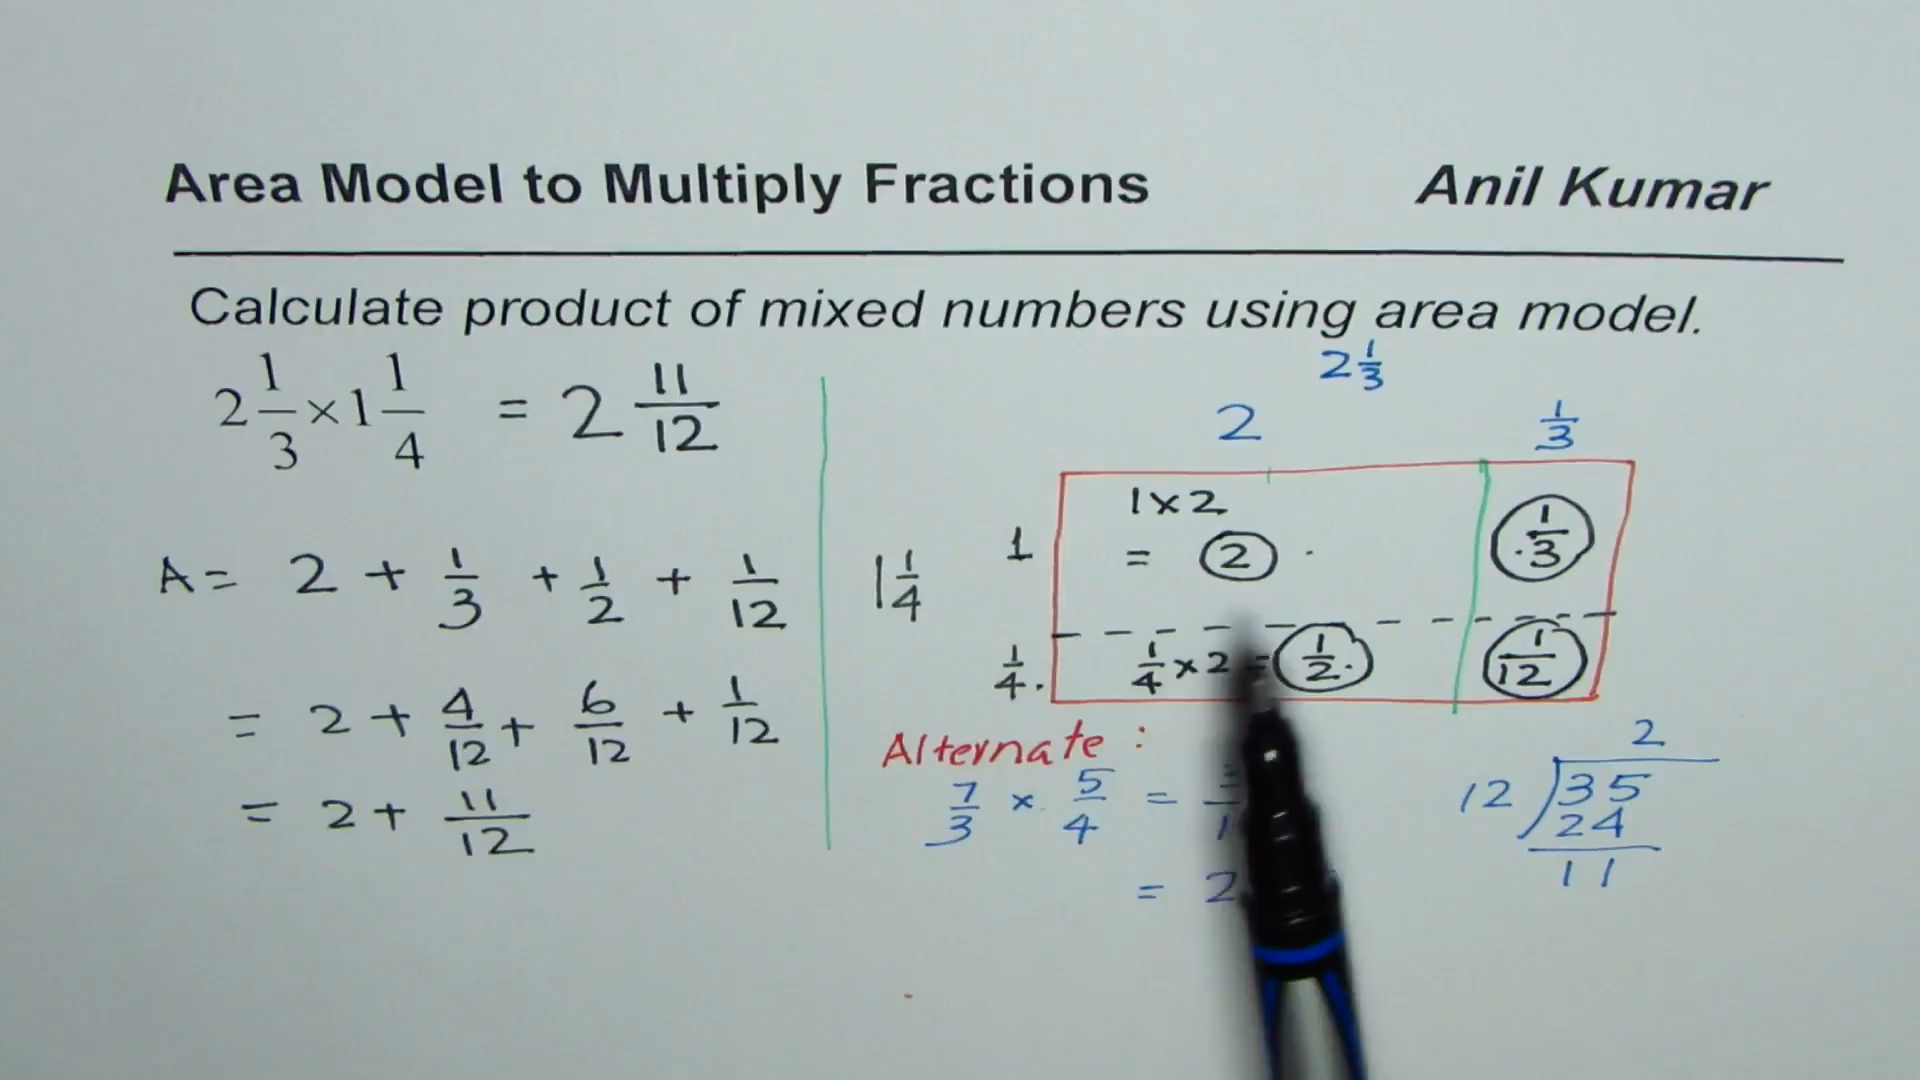 Area Model to Multiply Fractions
Anil Kumar
Calculate product of mixed numbers using area model.
2 1/3 × 1 1/4 = 2 11/12
A = 2 + 1/3 + 1/2 + 1/12
= 2 + 4/12 + 6/12 + 1/12
= 2 + 11/12
2 1/3
2
1/3
1 1/4
1
1 × 2
= 2
1/3
1/4
1/4 × 2 = 1/2
1/12
Alternate :
7/3 × 5/4 =
= 2
2
12 35
24
11